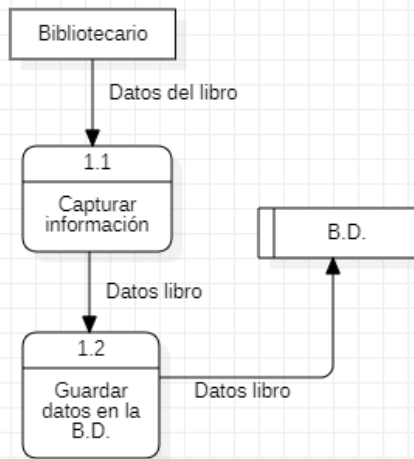 Bibliotecario
Datos del libro
1.1
Capturar
información
B.D.
Datos libro
1.2
Guardar
datos en la
B.D.
Datos libro